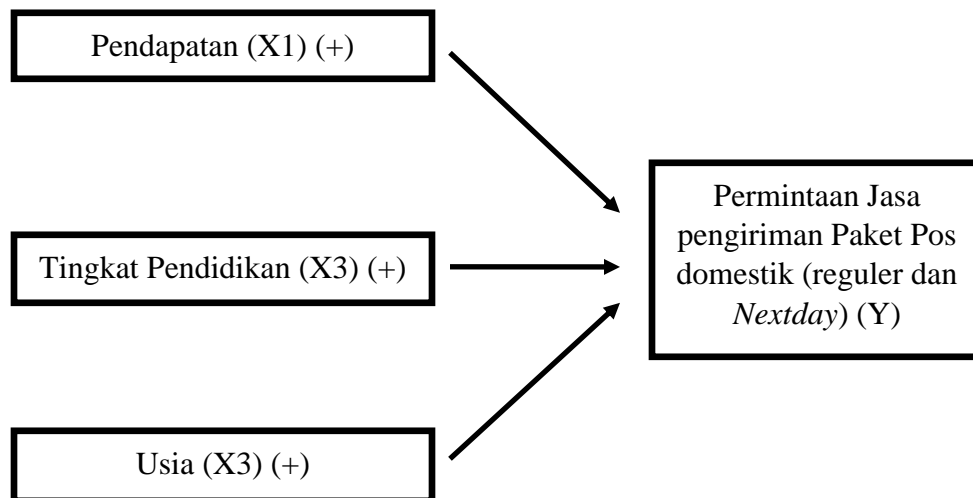 Pendapatan (X1) (+)
Tingkat Pendidikan (X3) (+)
Usia (X3) (+)
Permintaan Jasa
pengiriman Paket Pos
domestik (reguler dan
Nextday) (Y)